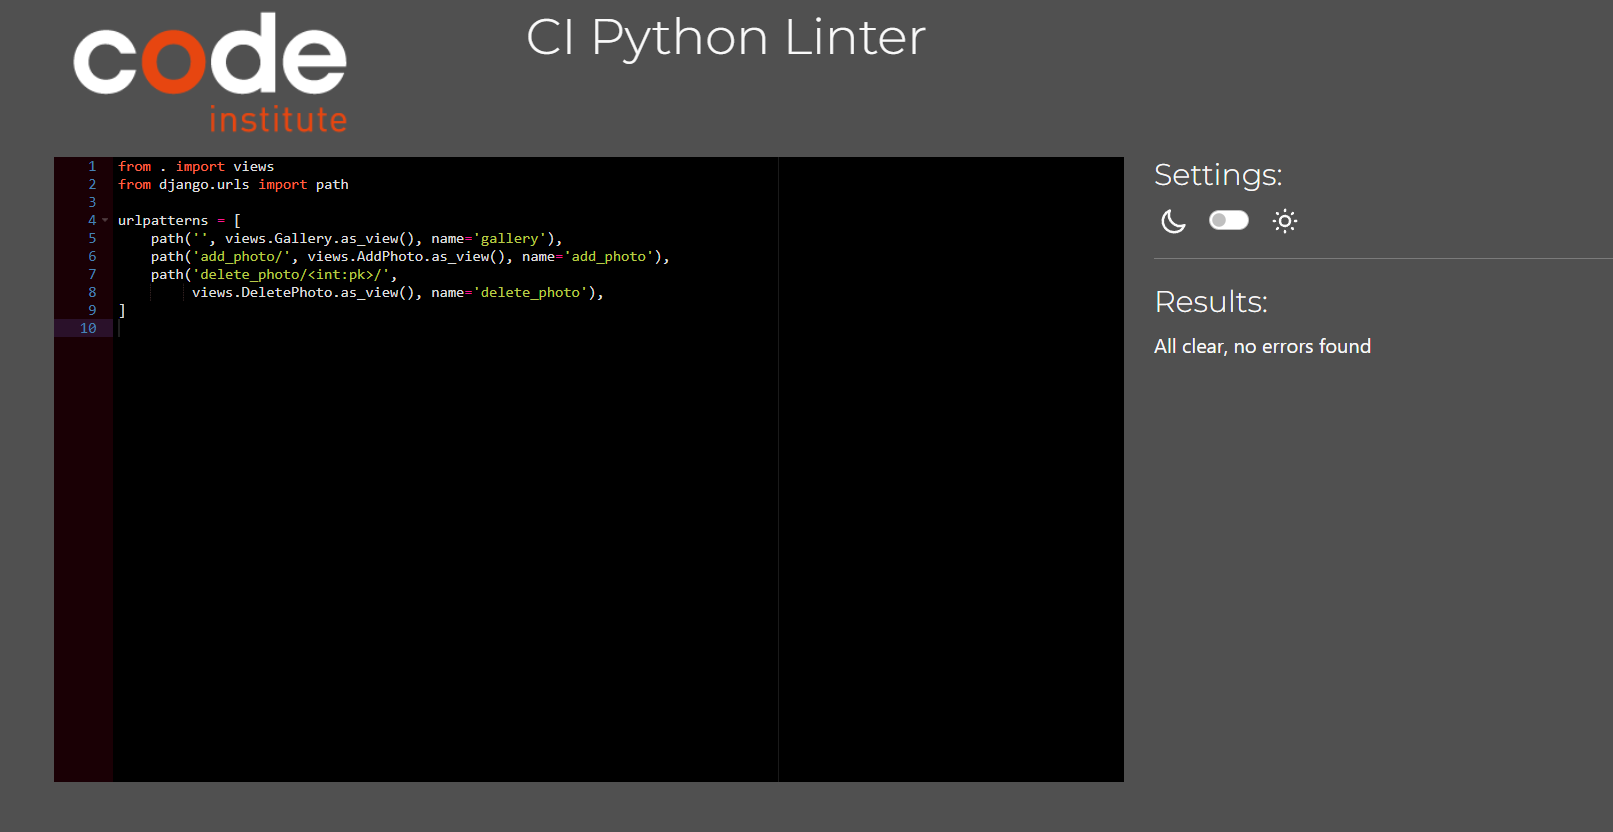 code
institute
CI Python Linter
1 from . import views
2 from django.urls import path
3
4 urlpatterns = [
5     path('', views.Gallery.as_view(), name='gallery'),
6     path('add_photo/', views.AddPhoto.as_view(), name='add_photo'),
7     path('delete_photo/<int:pk>/',
8          views.DeletePhoto.as_view(), name='delete_photo'),
9 ]
10
Settings:
Results:
All clear, no errors found